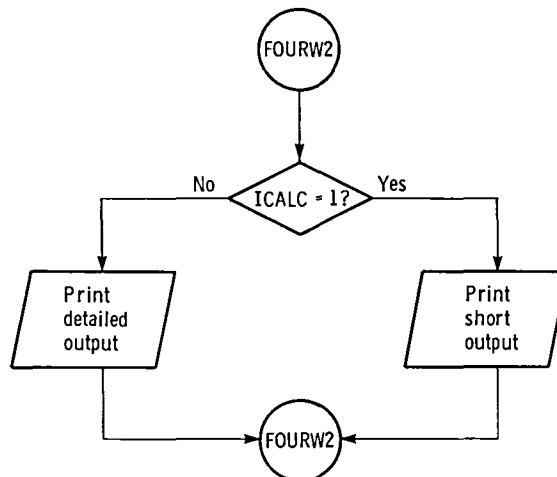 FOURW2
No
ICALC = 1?
Yes
Print
detailed
output
Print
short
output
FOURW2